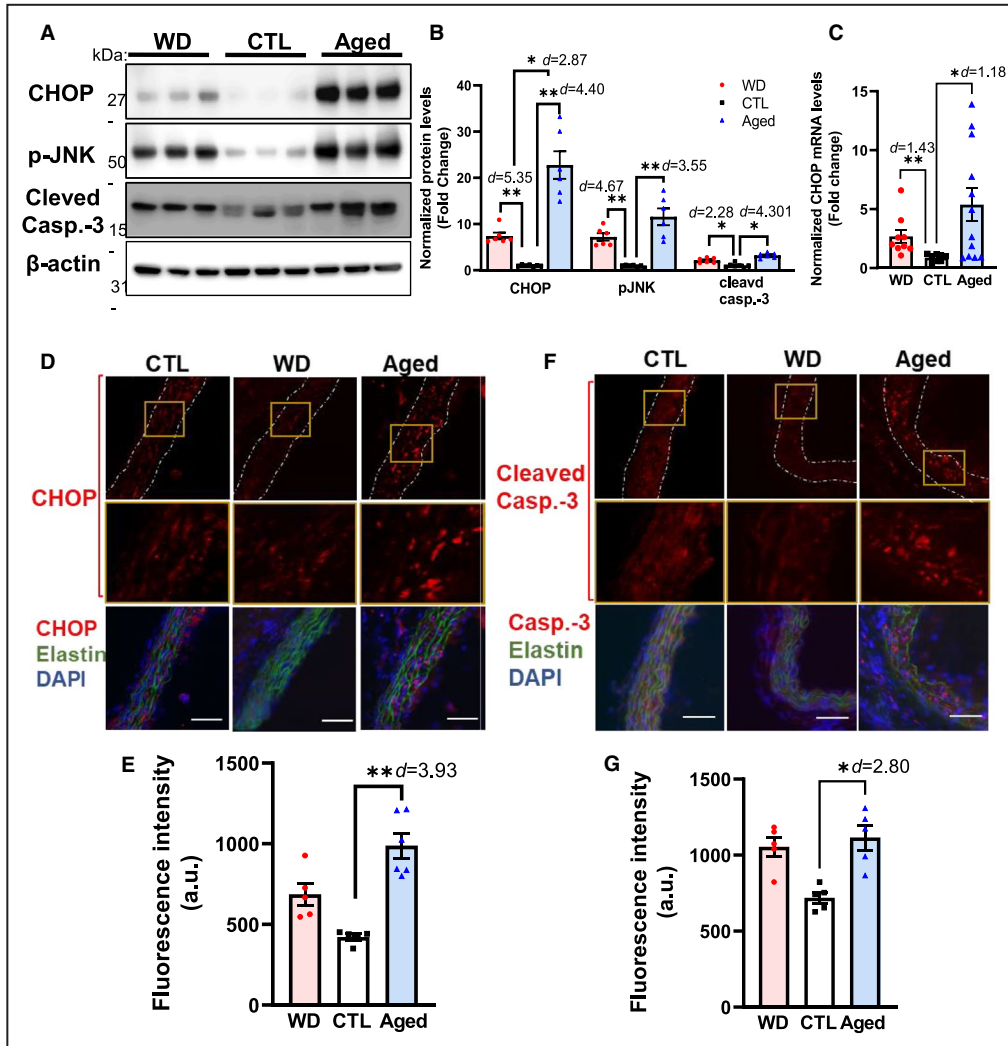 A
WD CTL Aged
kDa:
CHOP
27
p-JNK
50
Cleved
Casp.-3
15
β-actin
31
B
Normalized protein levels
(Fold Change)
40
30
20
10
0
* d=2.87
** d=4.40
d=5.35
**
** d=3.55
d=4.67
**
d=2.28
*
d=4.301
*
WD
CTL
Aged
CHOP pJNK cleavd
casp.-3
C
Normalized CHOP mRNA levels
(Fold change)
15
10
5
0
* d=1.18
d=1.43
**
WD CTL Aged
D
CTL WD Aged
CHOP
CHOP
Elastin
DAPI
F
CTL WD Aged
Cleaved
Casp.-3
Casp.-3
Elastin
DAPI
E
Fluorescence intensity
(a.u.)
1500
1000
500
0
** d=3.93
WD CTL Aged
G
Fluorescence intensity
(a.u.)
1500
1000
500
0
* d=2.80
WD CTL Aged